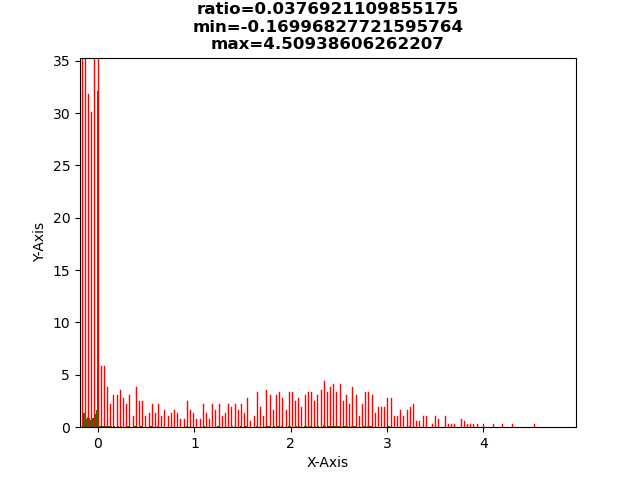 ratio=0.0376921109855175
min=-0.16996827721595764
max=4.50938606262207
35
30
25
20
15
10
5
0
Y-Axis
0 1 2 3 4
X-Axis